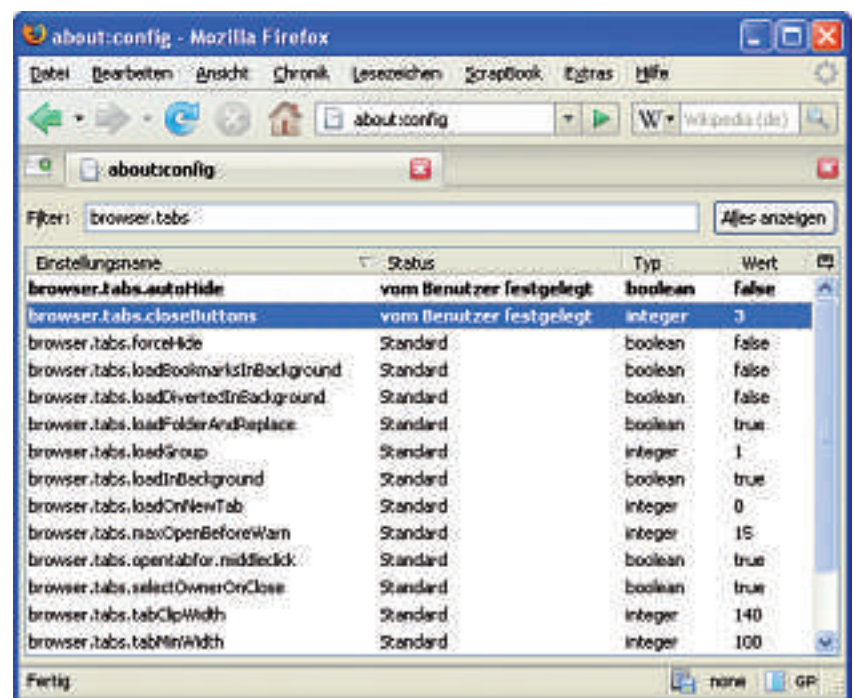 about:config - Mozilla Firefox
Datei Bearbeiten Ansicht Chronik Lesezeichen ScrapBook Extras Hilfe
about:config W Wikipedia (de)
about:config
Filter: browser.tabs Alles anzeigen
Einstellungsname Status Typ Wert
browser.tabs.autoHide vom Benutzer festgelegt boolean false
browser.tabs.closeButtons vom Benutzer festgelegt integer 3
browser.tabs.forceHide Standard boolean false
browser.tabs.loadBookmarksInBackground Standard boolean false
browser.tabs.loadDivertedInBackground Standard boolean false
browser.tabs.loadFolderAndReplace Standard boolean true
browser.tabs.loadGroup Standard integer 1
browser.tabs.loadInBackground Standard boolean true
browser.tabs.loadOnNewTab Standard integer 0
browser.tabs.maxOpenBeforeWarn Standard integer 15
browser.tabs.opentabfor.middleclick Standard boolean true
browser.tabs.selectOwnerOnClose Standard boolean true
browser.tabs.tabClipWidth Standard integer 140
browser.tabs.tabMinWidth Standard integer 100
Fertig none GP